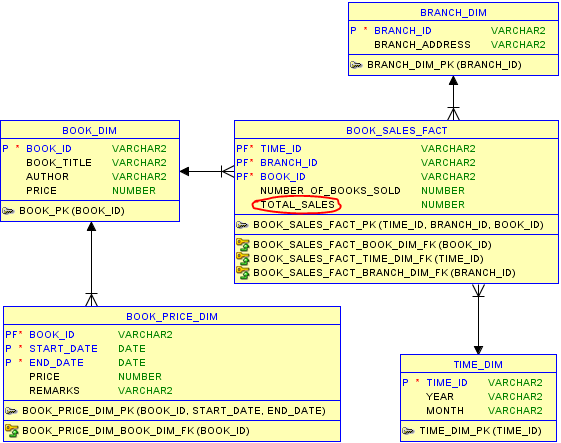 BRANCH_DIM
P * BRANCH_ID VARCHAR2
BRANCH_ADDRESS VARCHAR2
BRANCH_DIM_PK (BRANCH_ID)
BOOK_DIM
P * BOOK_ID VARCHAR2
BOOK_TITLE VARCHAR2
AUTHOR VARCHAR2
PRICE NUMBER
BOOK_PK (BOOK_ID)
BOOK_SALES_FACT
PF* TIME_ID VARCHAR2
PF* BRANCH_ID VARCHAR2
PF* BOOK_ID VARCHAR2
NUMBER_OF_BOOKS_SOLD NUMBER
TOTAL_SALES NUMBER
BOOK_SALES_FACT_PK (TIME_ID, BRANCH_ID, BOOK_ID)
BOOK_SALES_FACT_BOOK_DIM_FK (BOOK_ID)
BOOK_SALES_FACT_TIME_DIM_FK (TIME_ID)
BOOK_SALES_FACT_BRANCH_DIM_FK (BRANCH_ID)
BOOK_PRICE_DIM
PF* BOOK_ID VARCHAR2
P * START_DATE DATE
P * END_DATE DATE
PRICE NUMBER
REMARKS VARCHAR2
BOOK_PRICE_DIM_PK (BOOK_ID, START_DATE, END_DATE)
BOOK_PRICE_DIM_BOOK_DIM_FK (BOOK_ID)
TIME_DIM
P * TIME_ID VARCHAR2
YEAR VARCHAR2
MONTH VARCHAR2
TIME_DIM_PK (TIME_ID)